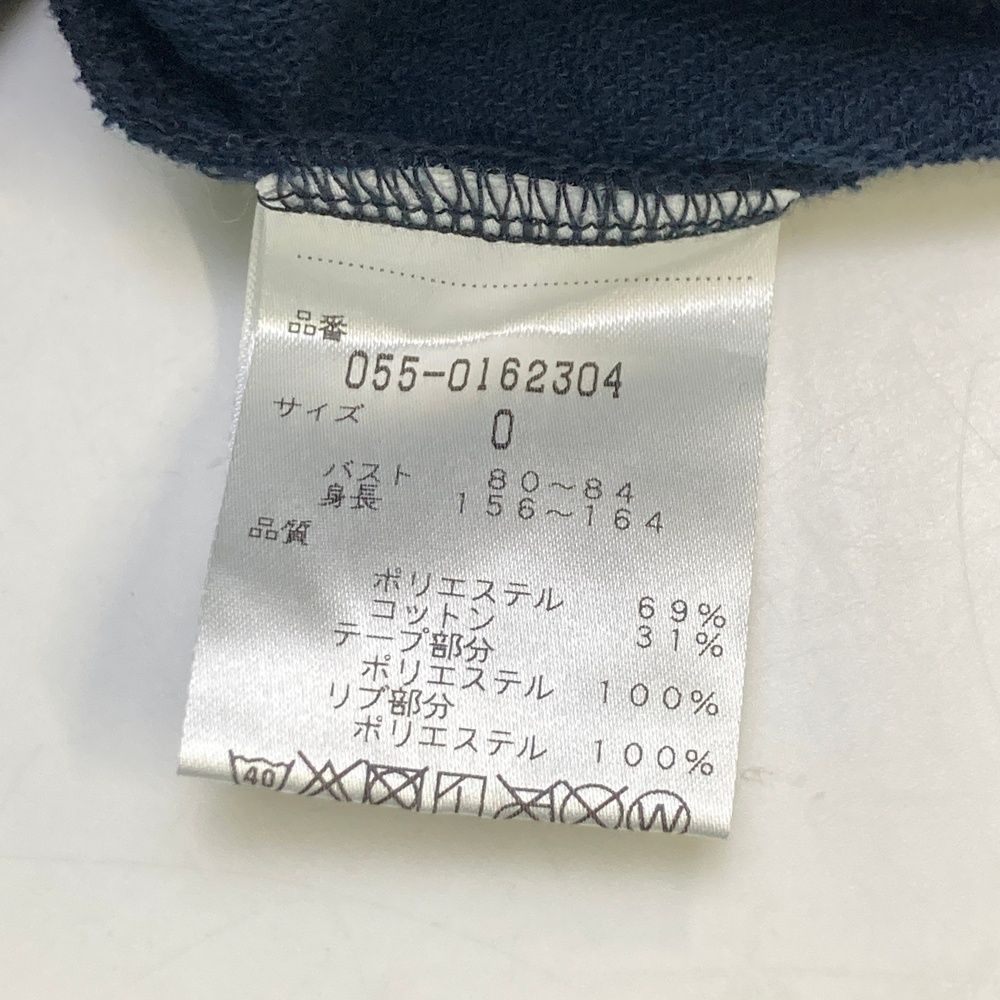 品番
055-0162304
サイズ
0
バスト 80～84
身長 156～164
品質
ポリエステル 69%
コットン 31%
テープ部分
ポリエステル 100%
リブ部分
ポリエステル 100%
40 W